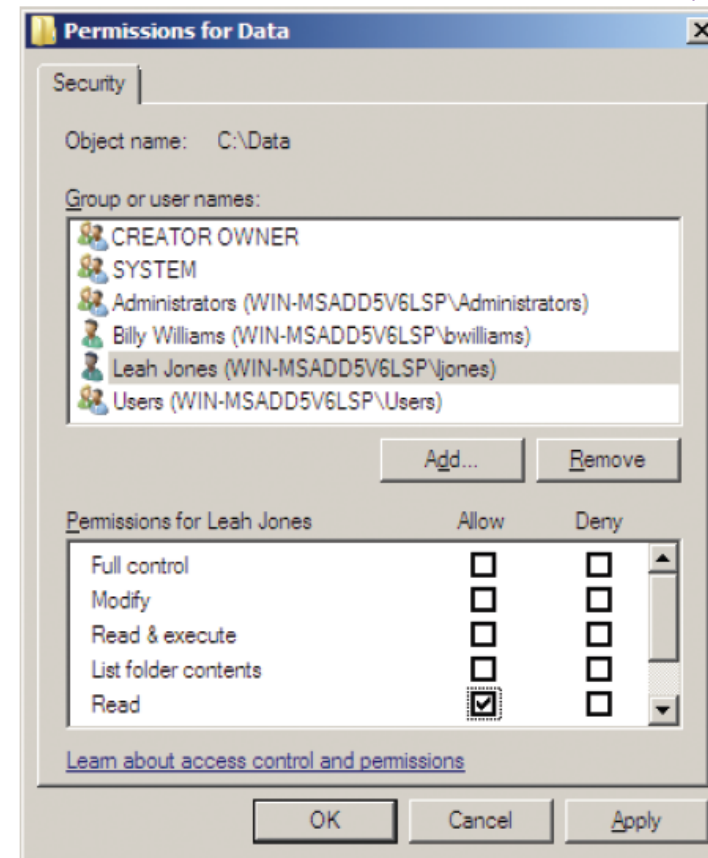 Permissions for Data
Security
Object name: C:\Data
Group or user names:
CREATOR OWNER
SYSTEM
Administrators (WIN-MSADD5V6LSP\Administrators)
Billy Williams (WIN-MSADD5V6LSP\bwilliams)
Leah Jones (WIN-MSADD5V6LSP\ljones)
Users (WIN-MSADD5V6LSP\Users)
Add... Remove
Permissions for Leah Jones Allow Deny
Full control
Modify
Read & execute
List folder contents
Read
Learn about access control and permissions
OK Cancel Apply